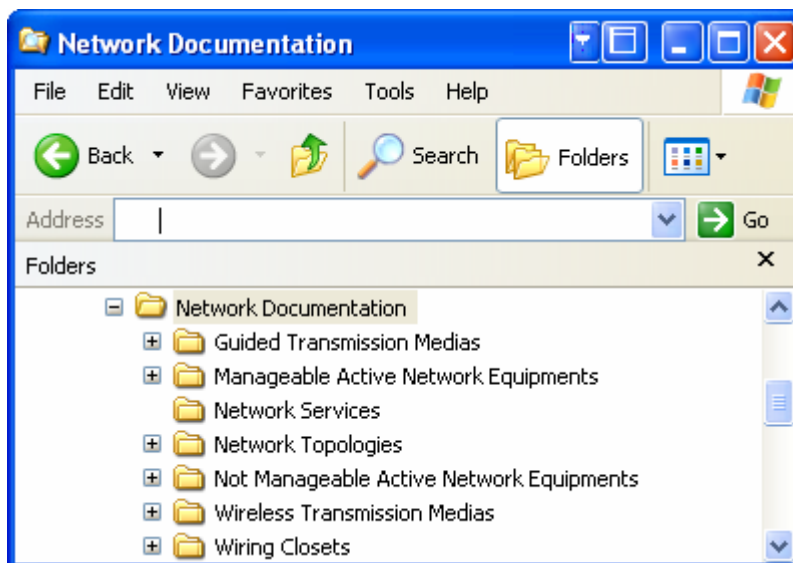 Network Documentation
File Edit View Favorites Tools Help
Back Search Folders
Address Go
Folders
Network Documentation
Guided Transmission Medias
Manageable Active Network Equipments
Network Services
Network Topologies
Not Manageable Active Network Equipments
Wireless Transmission Medias
Wiring Closets